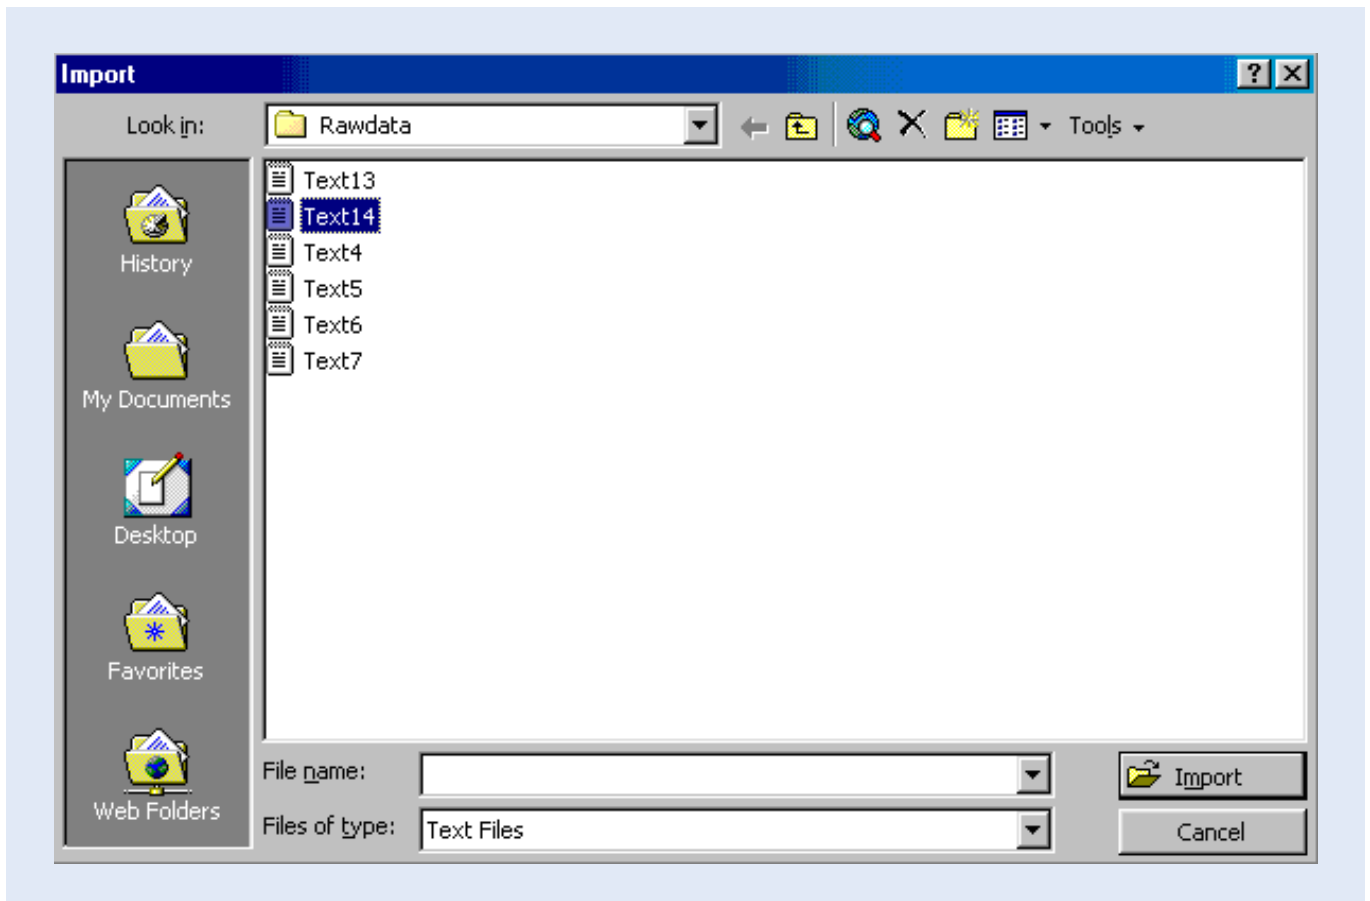 Import
Look in:
Rawdata
Tools
Text13
Text14
Text4
Text5
Text6
Text7
History
My Documents
Desktop
Favorites
Web Folders
File name:
Import
Files of type:
Text Files
Cancel